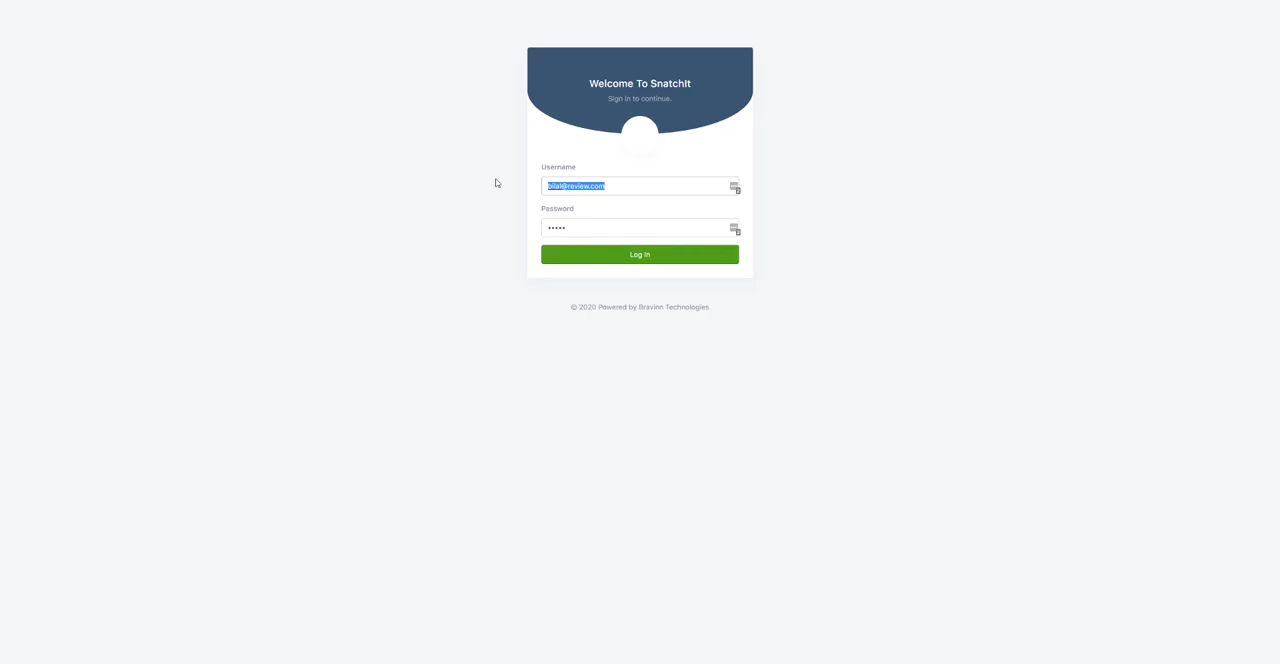 Welcome To SnatchIt
Sign in to continue.
Username
bilal@review.com
Password
•••••
Log In
© 2020 Powered by Bravinn Technologies